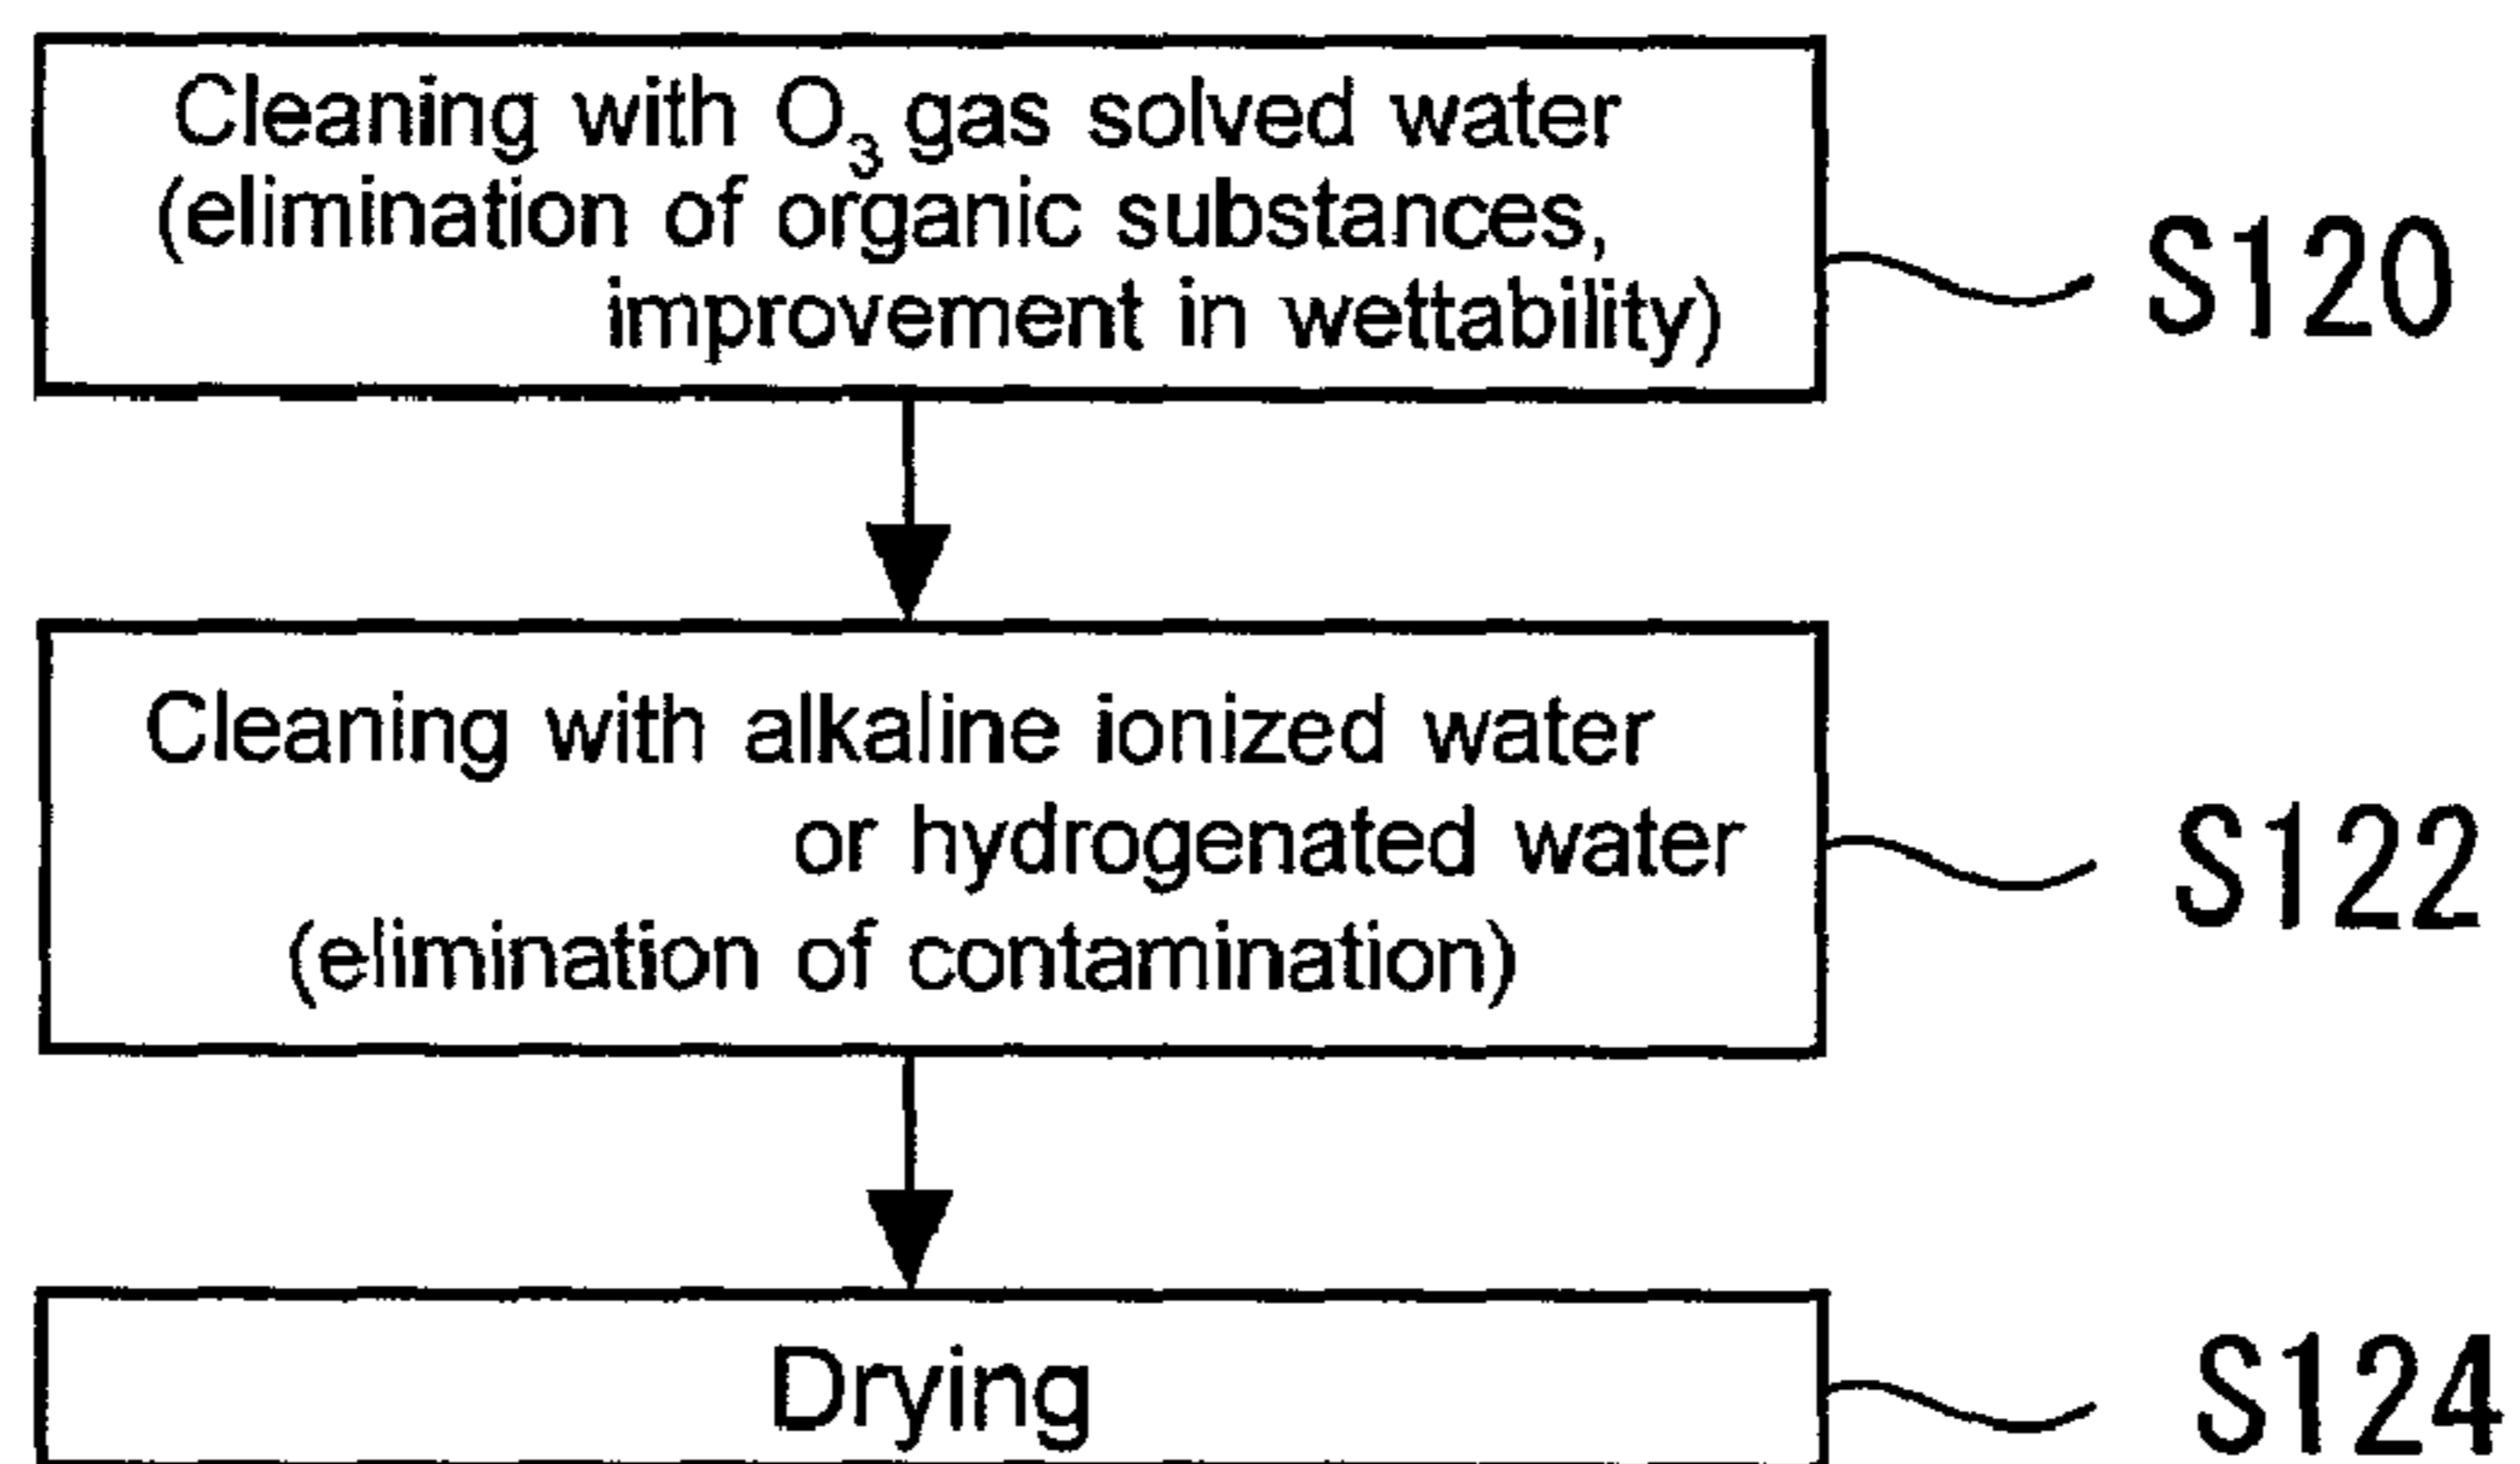 Cleaning with O₃ gas solved water
(elimination of organic substances,
improvement in wettability)
S120
Cleaning with alkaline ionized water
or hydrogenated water
(elimination of contamination)
S122
Drying
S124